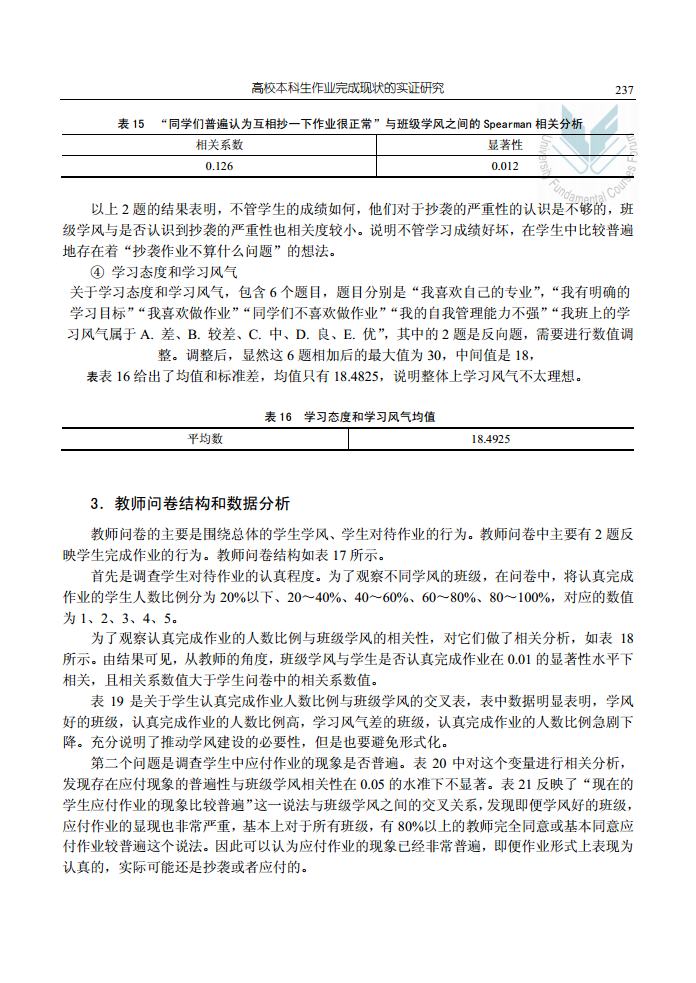 高校本科生作业完成现状的实证研究 237
表 15 “同学们普遍认为互相抄一下作业很正常”与班级学风之间的 Spearman 相关分析
相关系数 显著性
0.126 0.012
University Fundamental Courses Forum
以上 2 题的结果表明，不管学生的成绩如何，他们对于抄袭的严重性的认识是不够的，班
级学风与是否认识到抄袭的严重性也相关度较小。说明不管学习成绩好坏，在学生中比较普遍
地存在着“抄袭作业不算什么问题”的想法。
④ 学习态度和学习风气
关于学习态度和学习风气，包含 6 个题目，题目分别是“我喜欢自己的专业”，“我有明确的
学习目标”“我喜欢做作业”“同学们不喜欢做作业”“我的自我管理能力不强”“我班上的学
习风气属于 A. 差、B. 较差、C. 中、D. 良、E. 优”，其中的 2 题是反向题，需要进行数值调
整。调整后，显然这 6 题相加后的最大值为 30，中间值是 18，
表表 16 给出了均值和标准差，均值只有 18.4825，说明整体上学习风气不太理想。
表 16 学习态度和学习风气均值
平均数 18.4925
3．教师问卷结构和数据分析
教师问卷的主要是围绕总体的学生学风、学生对待作业的行为。教师问卷中主要有 2 题反
映学生完成作业的行为。教师问卷结构如表 17 所示。
首先是调查学生对待作业的认真程度。为了观察不同学风的班级，在问卷中，将认真完成
作业的学生人数比例分为 20%以下、20～40%、40～60%、60～80%、80～100%，对应的数值
为 1、2、3、4、5。
为了观察认真完成作业的人数比例与班级学风的相关性，对它们做了相关分析，如表 18
所示。由结果可见，从教师的角度，班级学风与学生是否认真完成作业在 0.01 的显著性水平下
相关，且相关系数值大于学生问卷中的相关系数值。
表 19 是关于学生认真完成作业人数比例与班级学风的交叉表，表中数据明显表明，学风
好的班级，认真完成作业的人数比例高，学习风气差的班级，认真完成作业的人数比例急剧下
降。充分说明了推动学风建设的必要性，但是也要避免形式化。
第二个问题是调查学生中应付作业的现象是否普遍。表 20 中对这个变量进行相关分析，
发现存在应付现象的普遍性与班级学风相关性在 0.05 的水准下不显著。表 21 反映了“现在的
学生应付作业的现象比较普遍”这一说法与班级学风之间的交叉关系，发现即便学风好的班级，
应付作业的显现也非常严重，基本上对于所有班级，有 80%以上的教师完全同意或基本同意应
付作业较普遍这个说法。因此可以认为应付作业的现象已经非常普遍，即便作业形式上表现为
认真的，实际可能还是抄袭或者应付的。